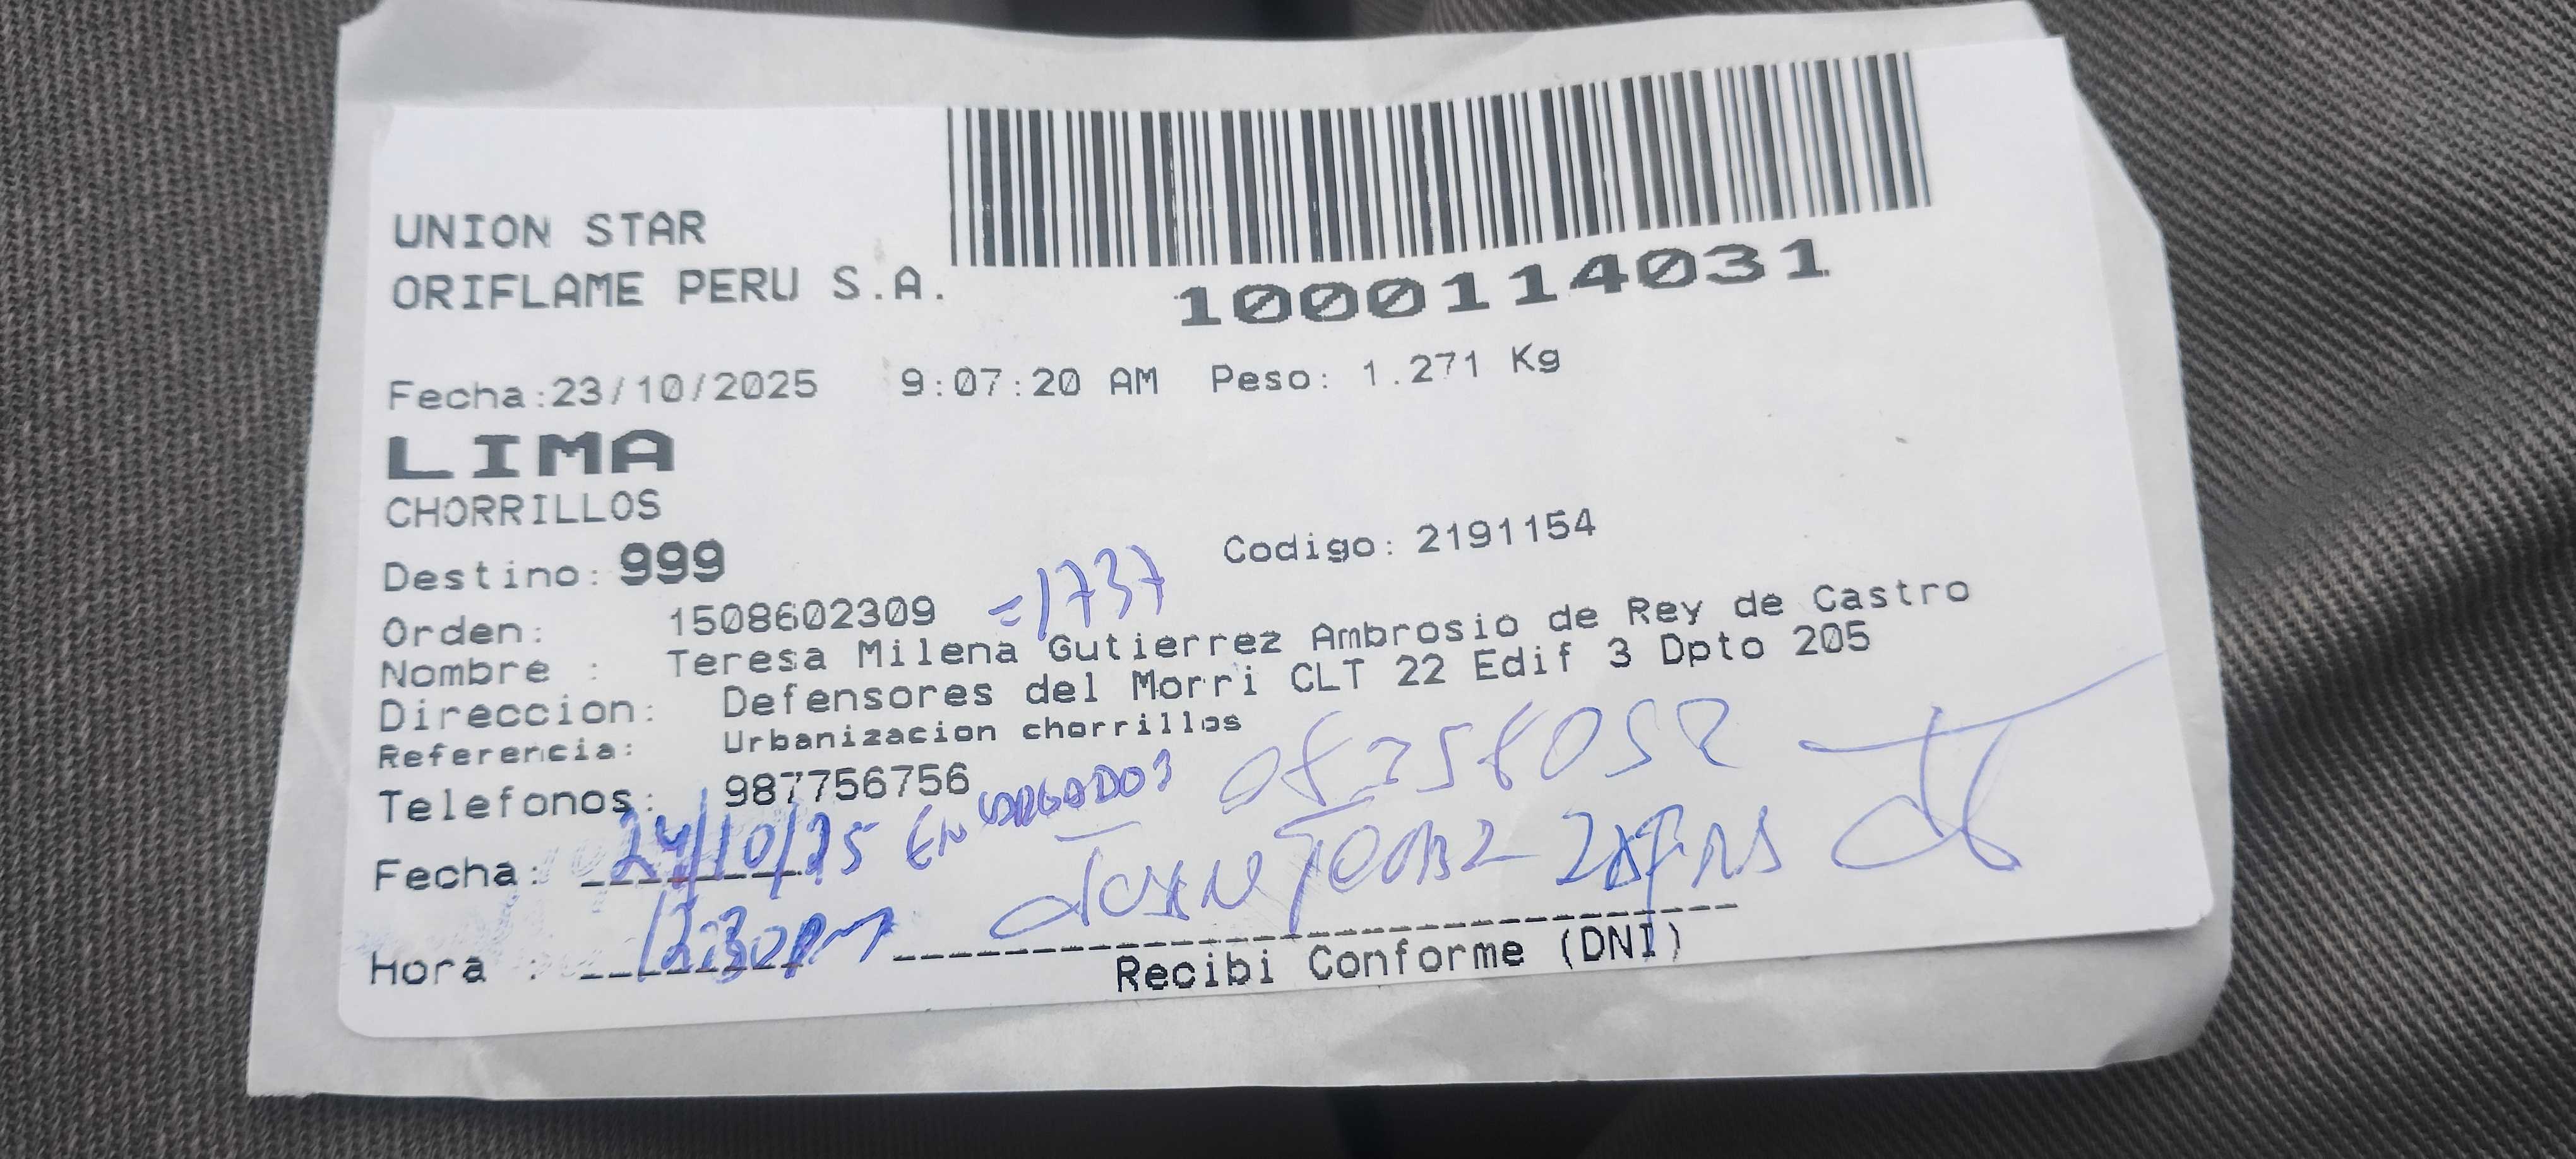 UNION STAR
ORIFLAME PERU S.A.
1000114031
Fecha:23/10/2025 9:07:20 AM Peso: 1.271 Kg
LIMA
CHORRILLOS
Destino: 999 Codigo: 2191154
Orden: 1508602309 =1737
Nombre : Teresa Milena Gutierrez Ambrosio de Rey de Castro
Direccion: Defensores del Morri CLT 22 Edif 3 Dpto 205
Referencia: Urbanizacion chorrillos
Telefonos: 987756756
Fecha: 24/10/25 ENCARGADO
Hora : 12:30pm
Recibi Conforme (DNI)